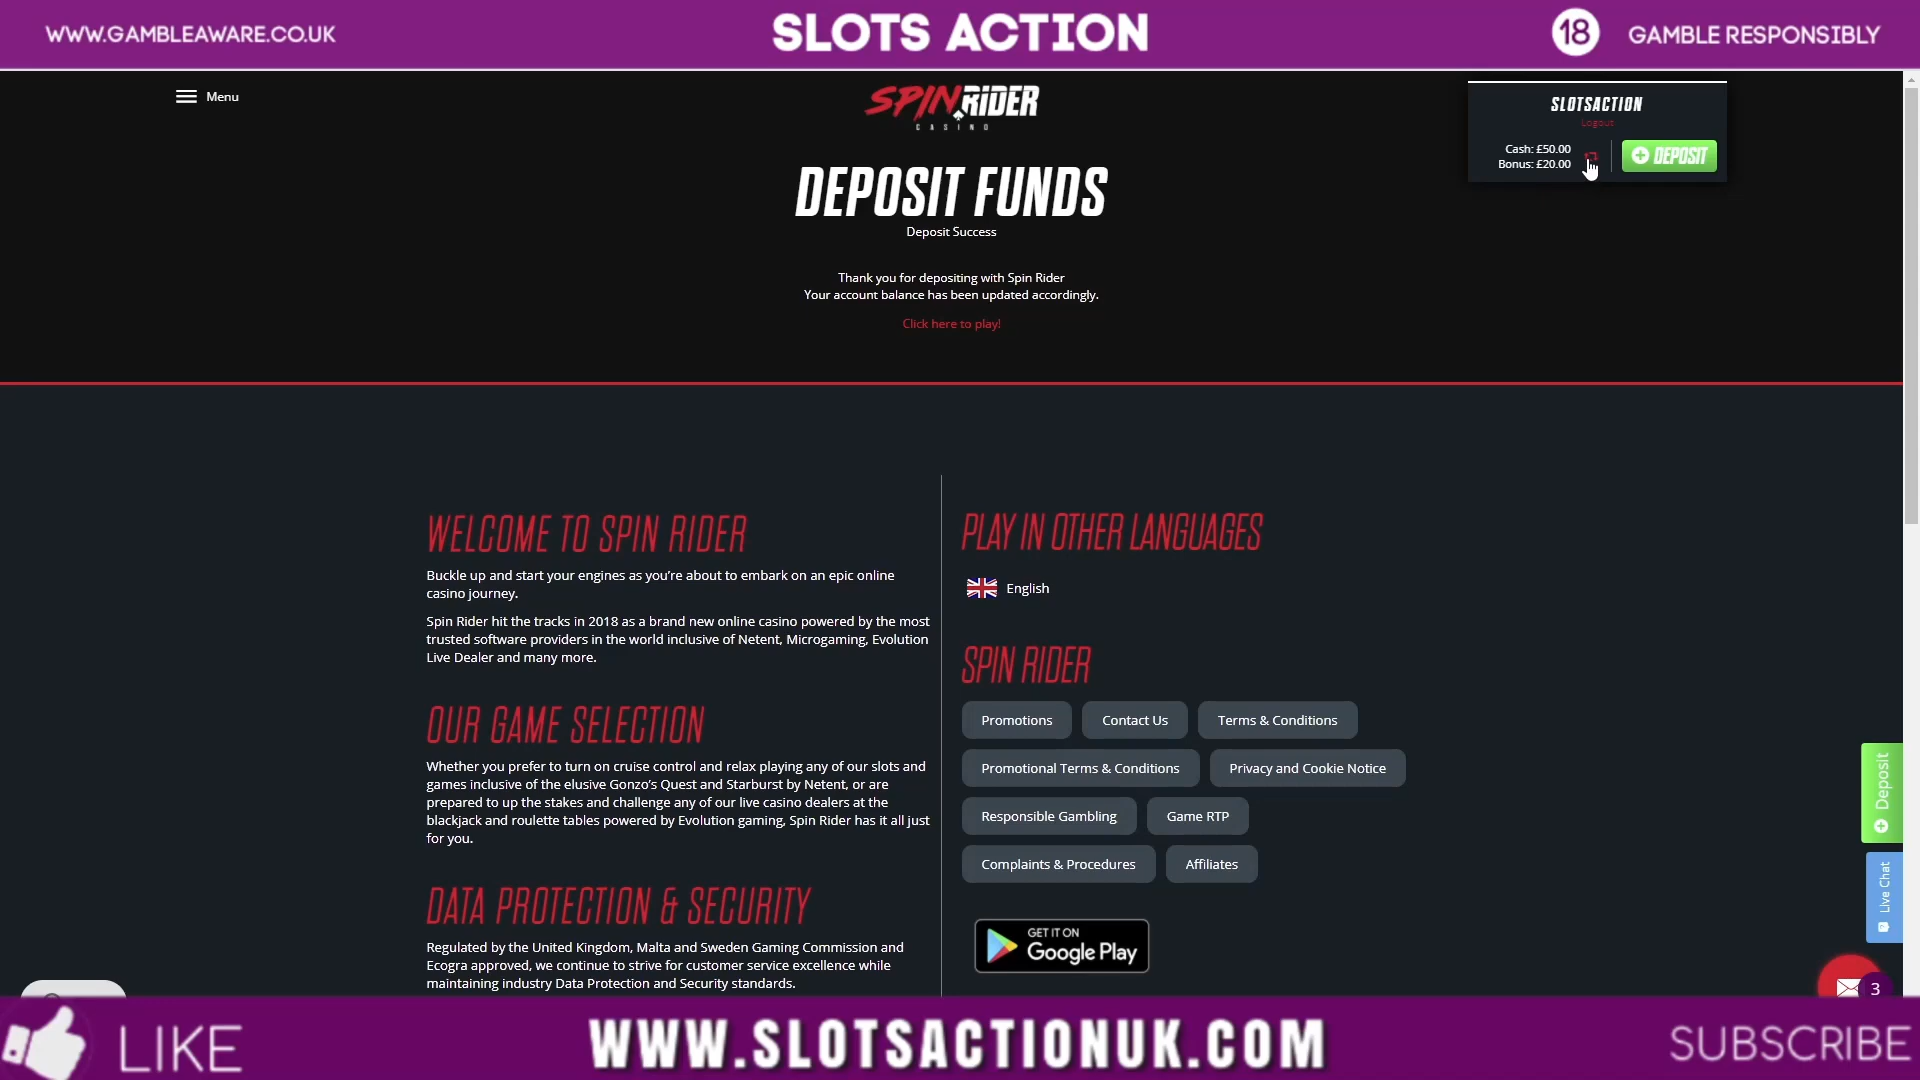 WWW.GAMBLEAWARE.CO.UK
SLOTS ACTION
18
GAMBLE RESPONSIBLY
Menu
SPIN RIDER
CASINO
SLOTSACTION
Logout
Cash: £50.00
Bonus: £20.00
DEPOSIT
DEPOSIT FUNDS
Deposit Success
Thank you for depositing with Spin Rider
Your account balance has been updated accordingly.
Click here to play!
WELCOME TO SPIN RIDER
Buckle up and start your engines as you’re about to embark on an epic online
casino journey.
Spin Rider hit the tracks in 2018 as a brand new online casino powered by the most
trusted software providers in the world inclusive of Netent, Microgaming, Evolution
Live Dealer and many more.
OUR GAME SELECTION
Whether you prefer to turn on cruise control and relax playing any of our slots and
games inclusive of the elusive Gonzo’s Quest and Starburst by Netent, or are
prepared to up the stakes and challenge any of our live casino dealers at the
blackjack and roulette tables powered by Evolution gaming, Spin Rider has it all just
for you.
DATA PROTECTION & SECURITY
Regulated by the United Kingdom, Malta and Sweden Gaming Commission and
Ecogra approved, we continue to strive for customer service excellence while
maintaining industry Data Protection and Security standards.
PLAY IN OTHER LANGUAGES
English
SPIN RIDER
Promotions
Contact Us
Terms & Conditions
Promotional Terms & Conditions
Privacy and Cookie Notice
Responsible Gambling
Game RTP
Complaints & Procedures
Affiliates
GET IT ON
Google Play
Deposit
Live Chat
3
LIKE
WWW.SLOTSACTIONUK.COM
SUBSCRIBE